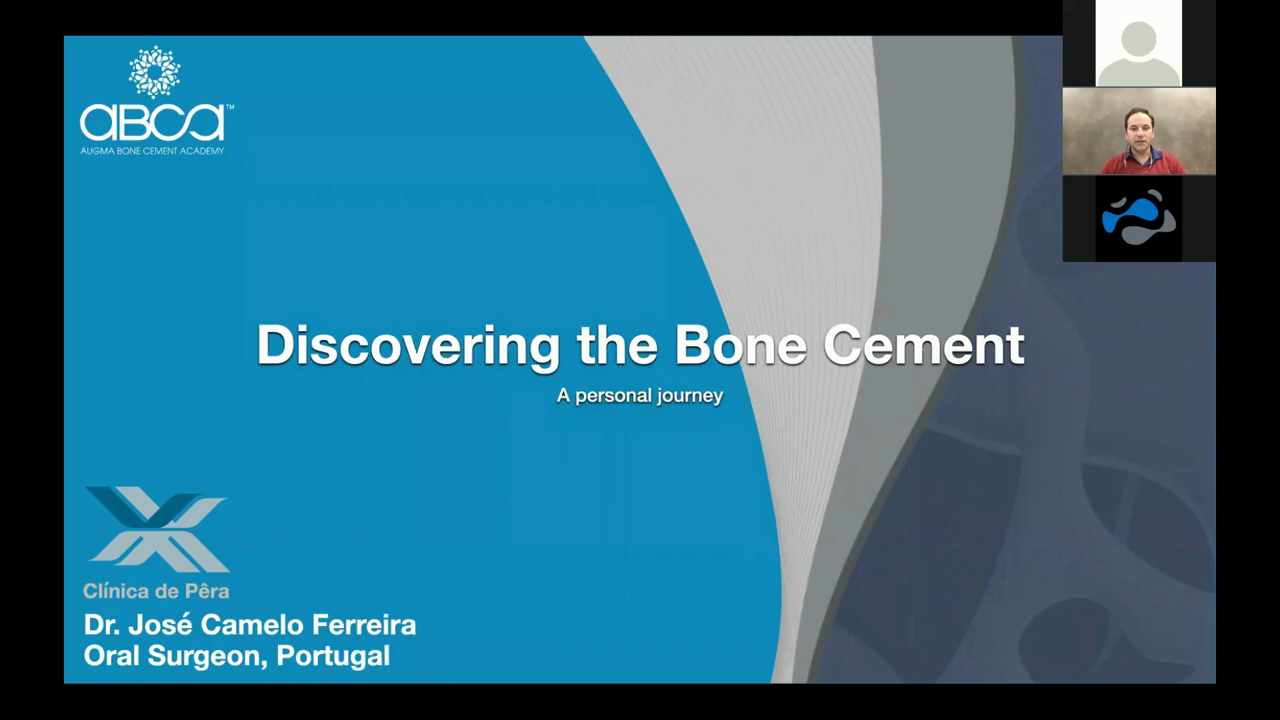 ABCA™
AUGMA BONE CEMENT ACADEMY
Discovering the Bone Cement
A personal journey
Clínica de Pêra
Dr. José Camelo Ferreira
Oral Surgeon, Portugal